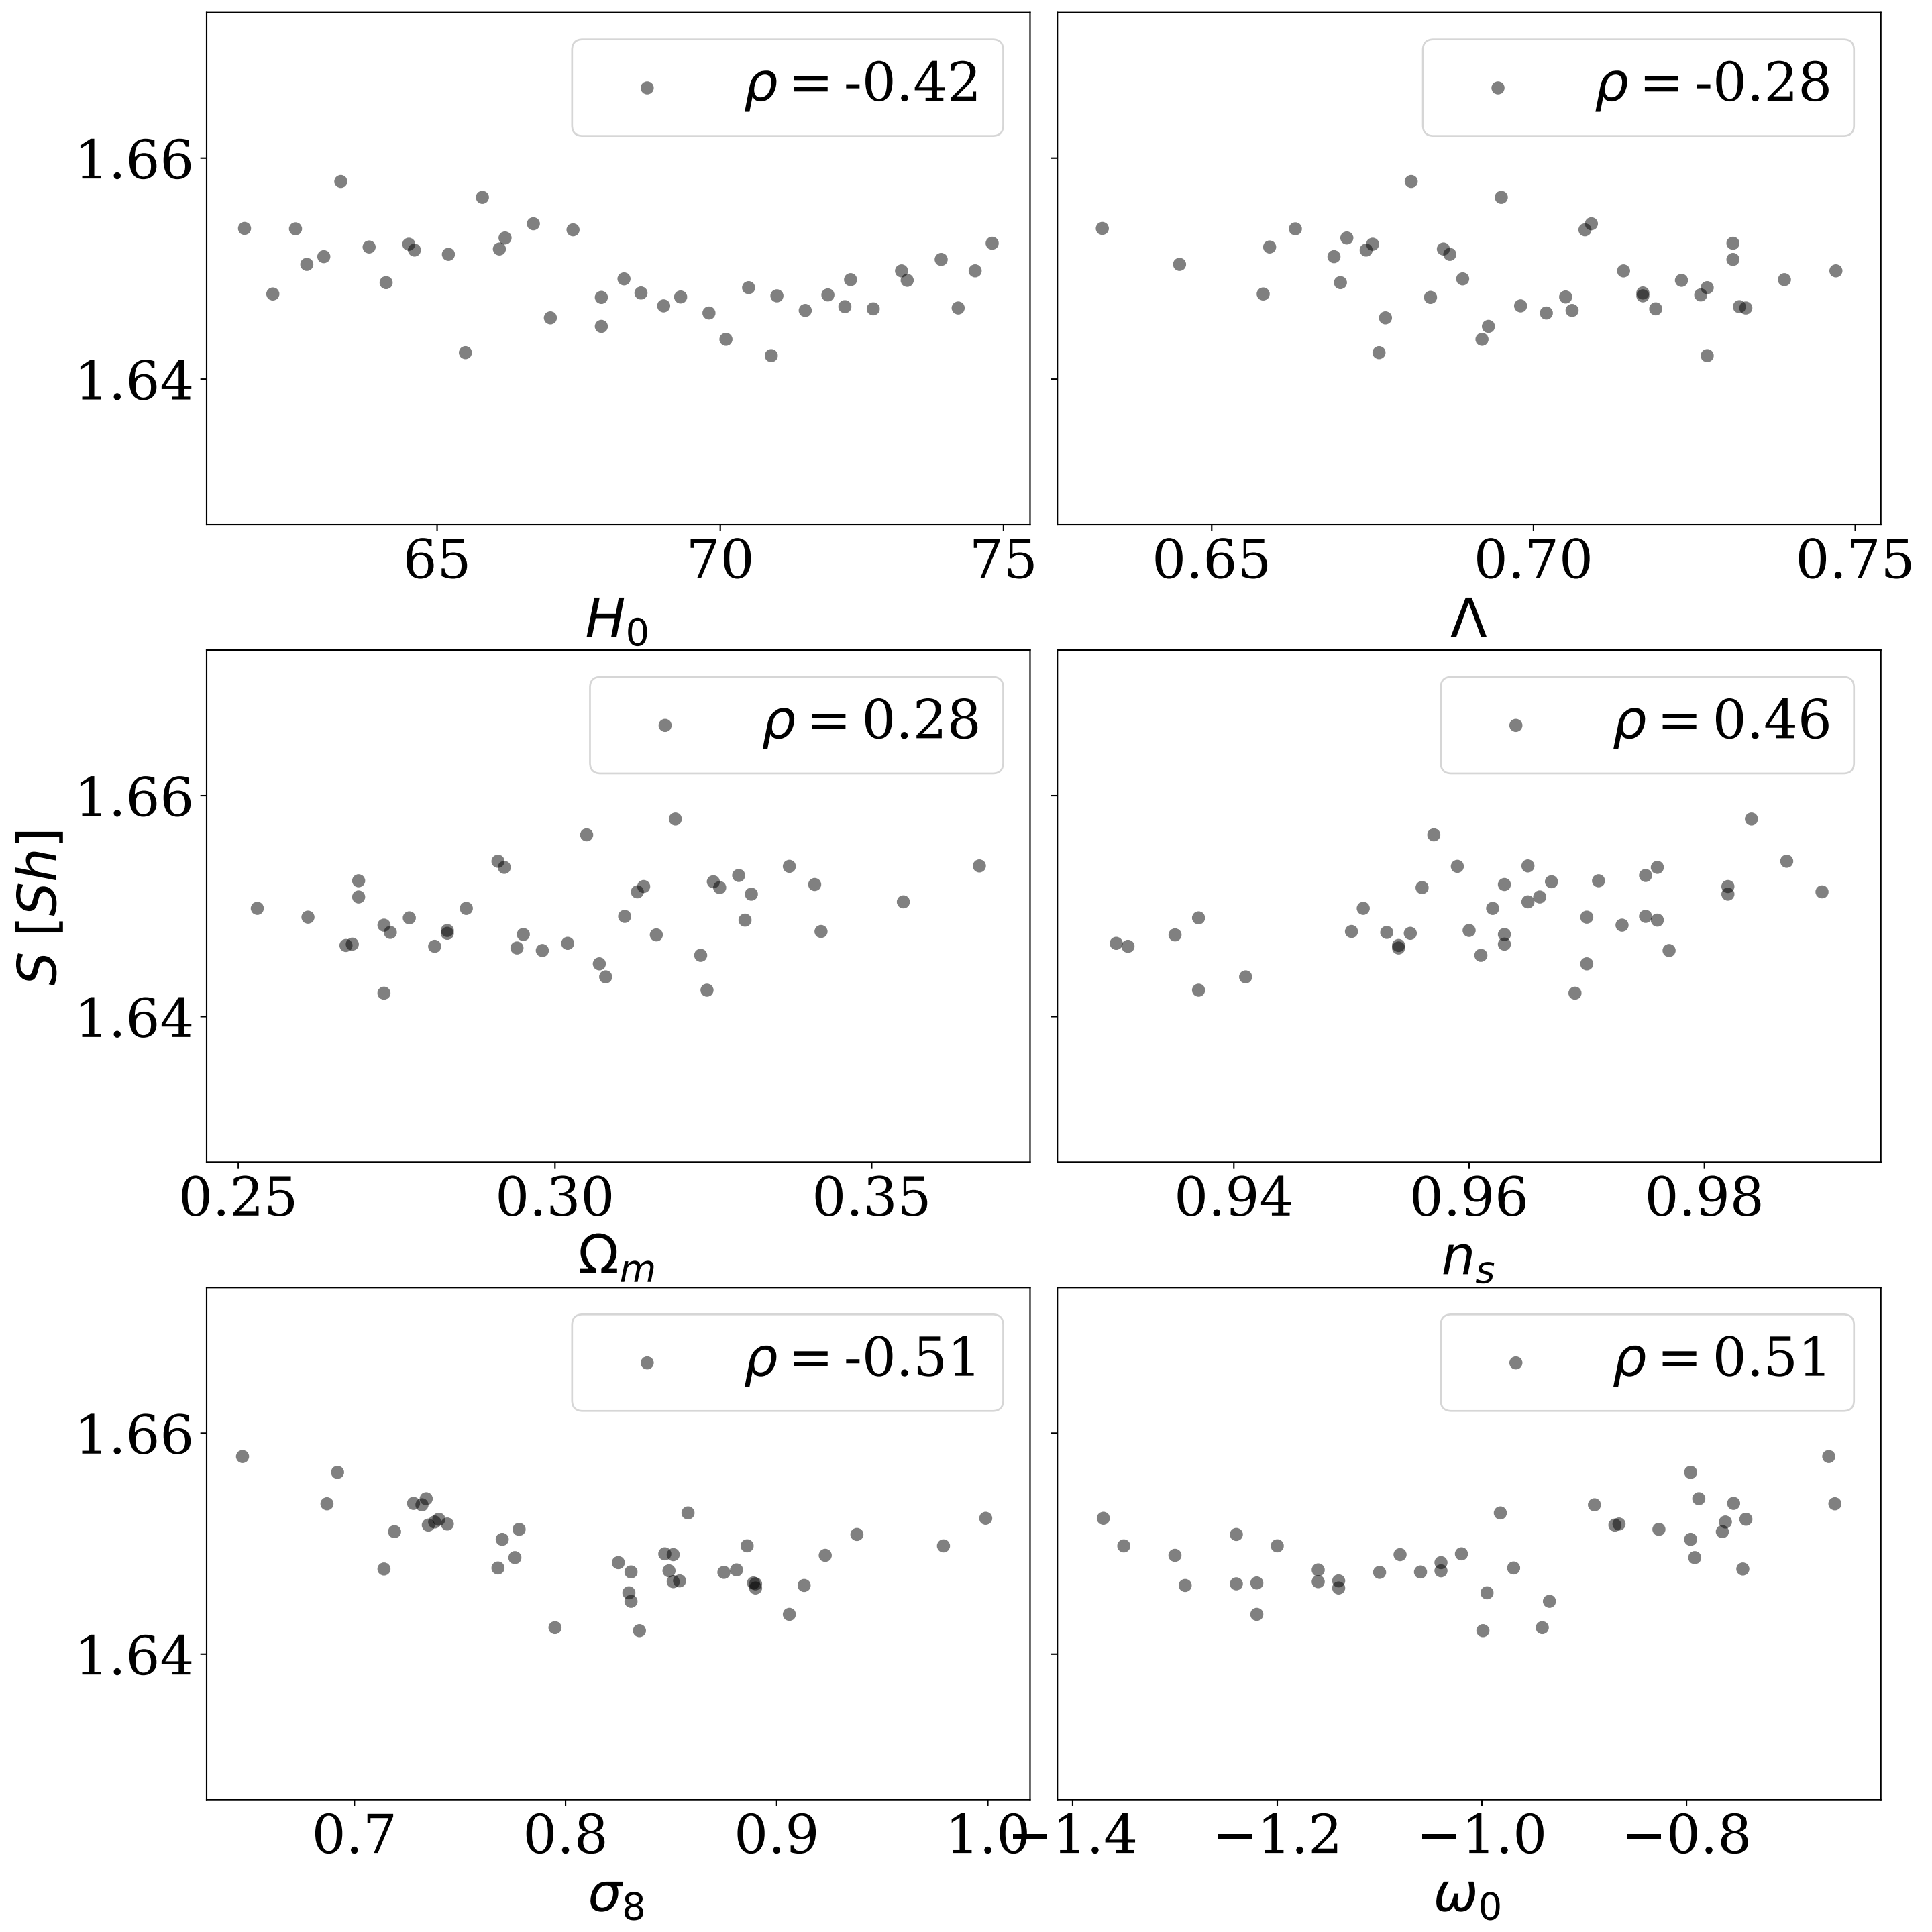 ρ = -0.42
ρ = -0.28
1.66
1.64
65 70 75
0.65 0.70 0.75
H₀
Λ
ρ = 0.28
ρ = 0.46
1.66
s [sh]
1.64
0.25 0.30 0.35
0.94 0.96 0.98
Ωₘ
nₛ
ρ = -0.51
ρ = 0.51
1.66
1.64
0.7 0.8 0.9 1.0
−1.4 −1.2 −1.0 −0.8
σ₈
ω₀